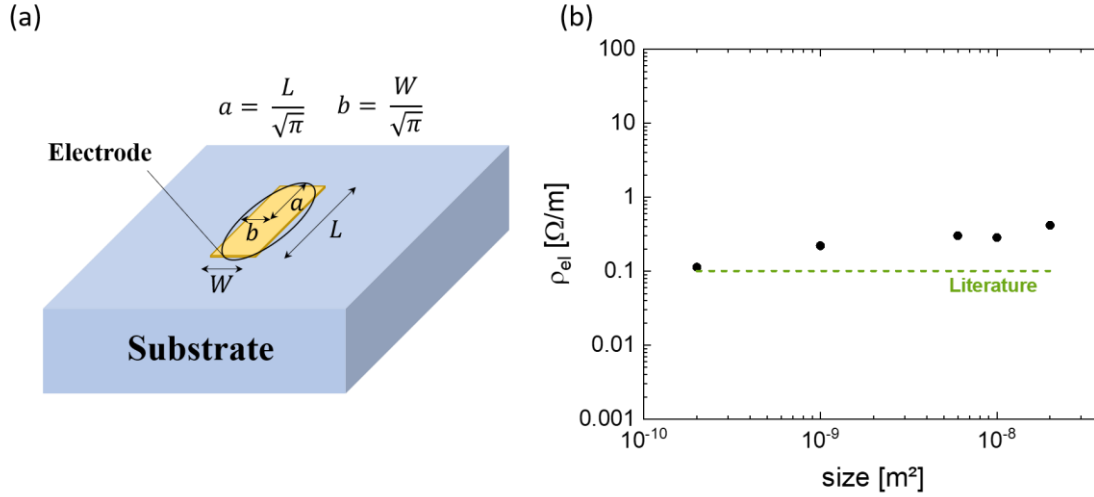 (a)
a = L/√π b = W/√π
Electrode
a
b
L
W
Substrate
(b)
100
10
1
0.1
0.01
0.001
ρel [Ω/m]
Literature
10⁻¹⁰
10⁻⁹
10⁻⁸
size [m²]